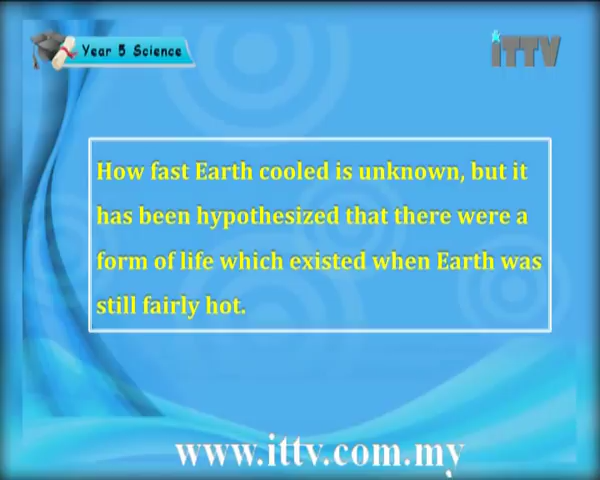 Year 5 Science
iTTV
How fast Earth cooled is unknown, but it
has been hypothesized that there were a
form of life which existed when Earth was
still fairly hot.
www.ittv.com.my